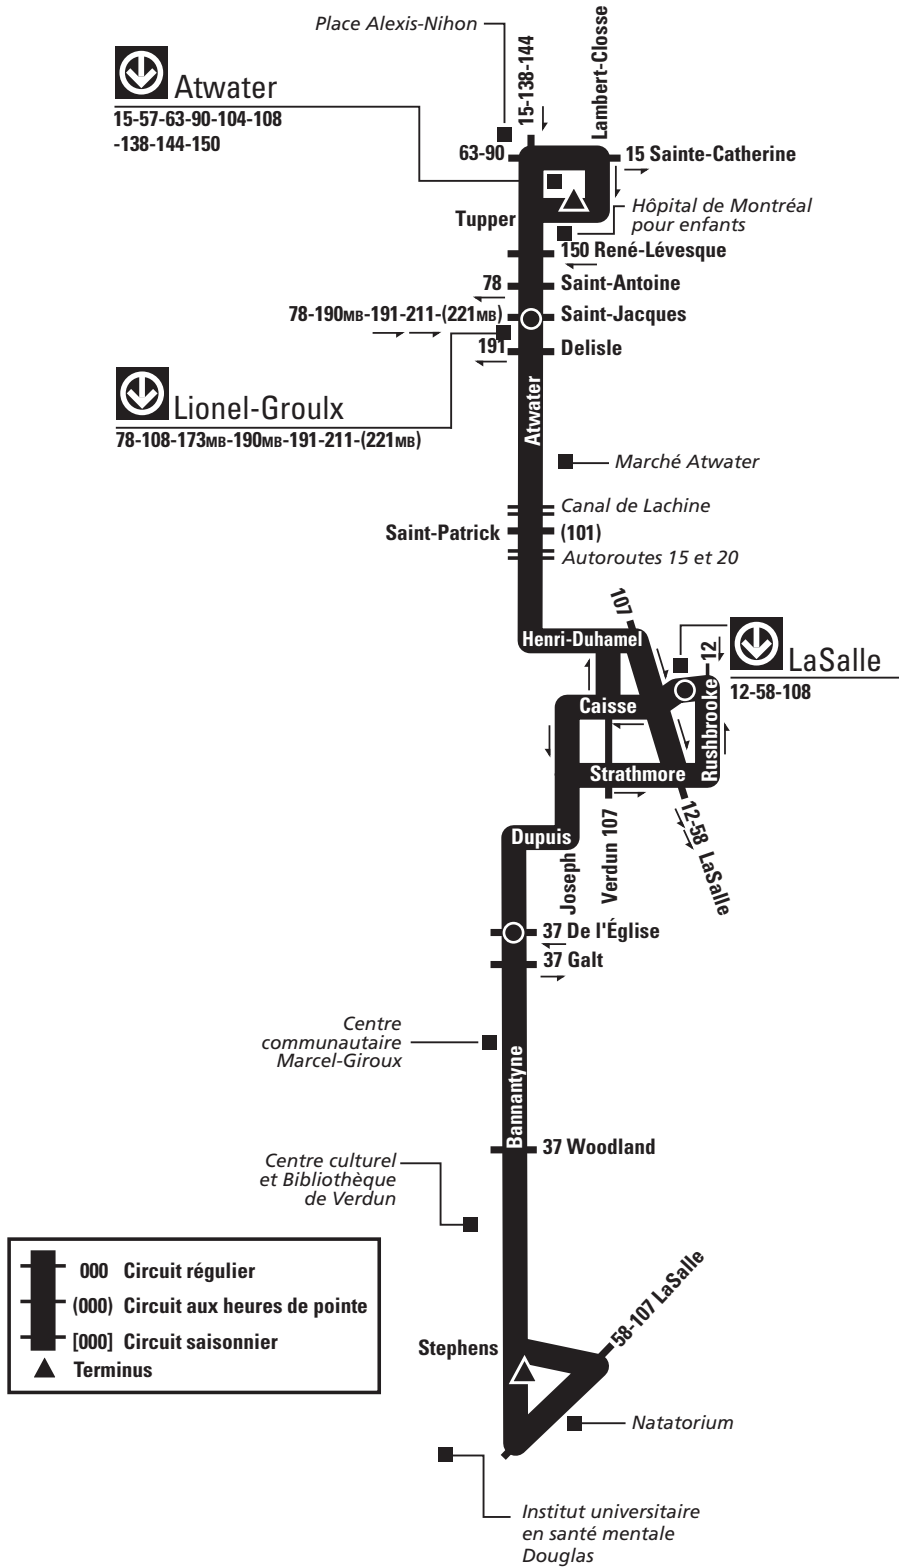 Place Alexis-Nihon
15-138-144
Lambert-Closse
Atwater
15-57-63-90-104-108
-138-144-150
63-90
15 Sainte-Catherine
Tupper
Hôpital de Montréal
pour enfants
150 René-Lévesque
78
Saint-Antoine
78-190MB-191-211-(221MB)
Saint-Jacques
191
Delisle
Lionel-Groulx
78-108-173MB-190MB-191-211-(221MB)
Atwater
Marché Atwater
Canal de Lachine
Saint-Patrick
(101)
Autoroutes 15 et 20
107
Henri-Duhamel
12
LaSalle
12-58-108
Caisse
Rushbrooke
Strathmore
Dupuis
Joseph
Verdun 107
12-58 LaSalle
37 De l'Église
37 Galt
Centre
communautaire
Marcel-Giroux
Bannantyne
37 Woodland
Centre culturel
et Bibliothèque
de Verdun
000 Circuit régulier
(000) Circuit aux heures de pointe
[000] Circuit saisonnier
Terminus
Stephens
58-107 LaSalle
Natatorium
Institut universitaire
en santé mentale
Douglas